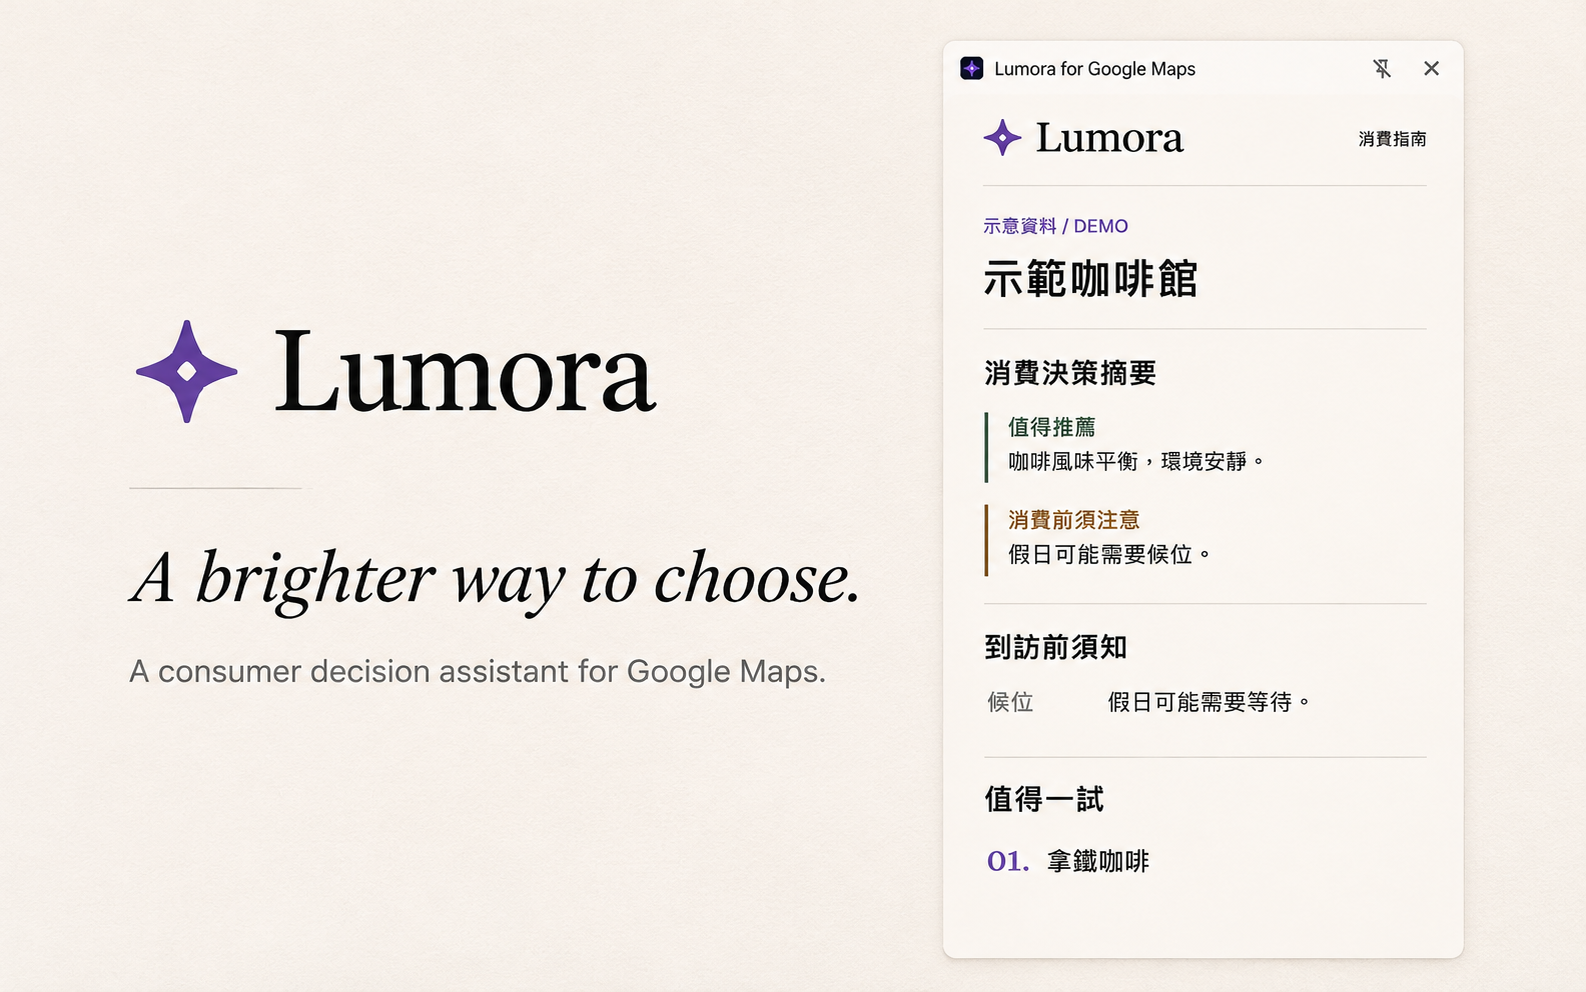 Lumora
A brighter way to choose.
A consumer decision assistant for Google Maps.
Lumora for Google Maps
Lumora
消費指南
示意資料 / DEMO
示範咖啡館
消費決策摘要
值得推薦
咖啡風味平衡，環境安靜。
消費前須注意
假日可能需要候位。
到訪前須知
候位 假日可能需要等待。
值得一試
01. 拿鐵咖啡